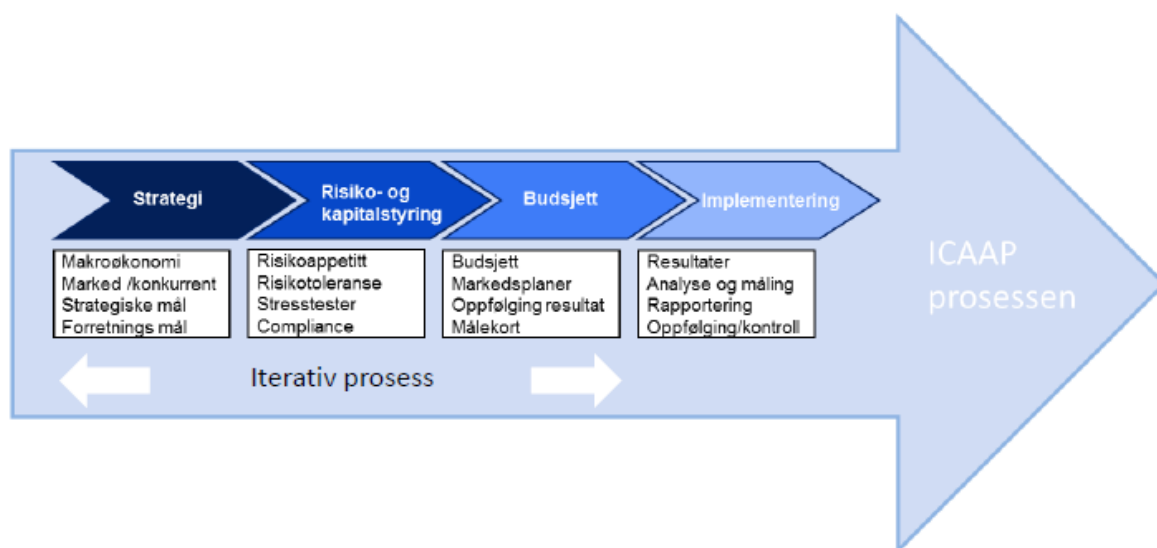 Strategi
Risiko- og
kapitalstyring
Budsjett
Implementering
Makroøkonomi
Marked /konkurrent
Strategiske mål
Forretnings mål
Risikoappetitt
Risikotoleranse
Stresstester
Compliance
Budsjett
Markedsplaner
Oppfølging resultat
Målekort
Resultater
Analyse og måling
Rapportering
Oppfølging/kontroll
Iterativ prosess
ICAAP
prosessen